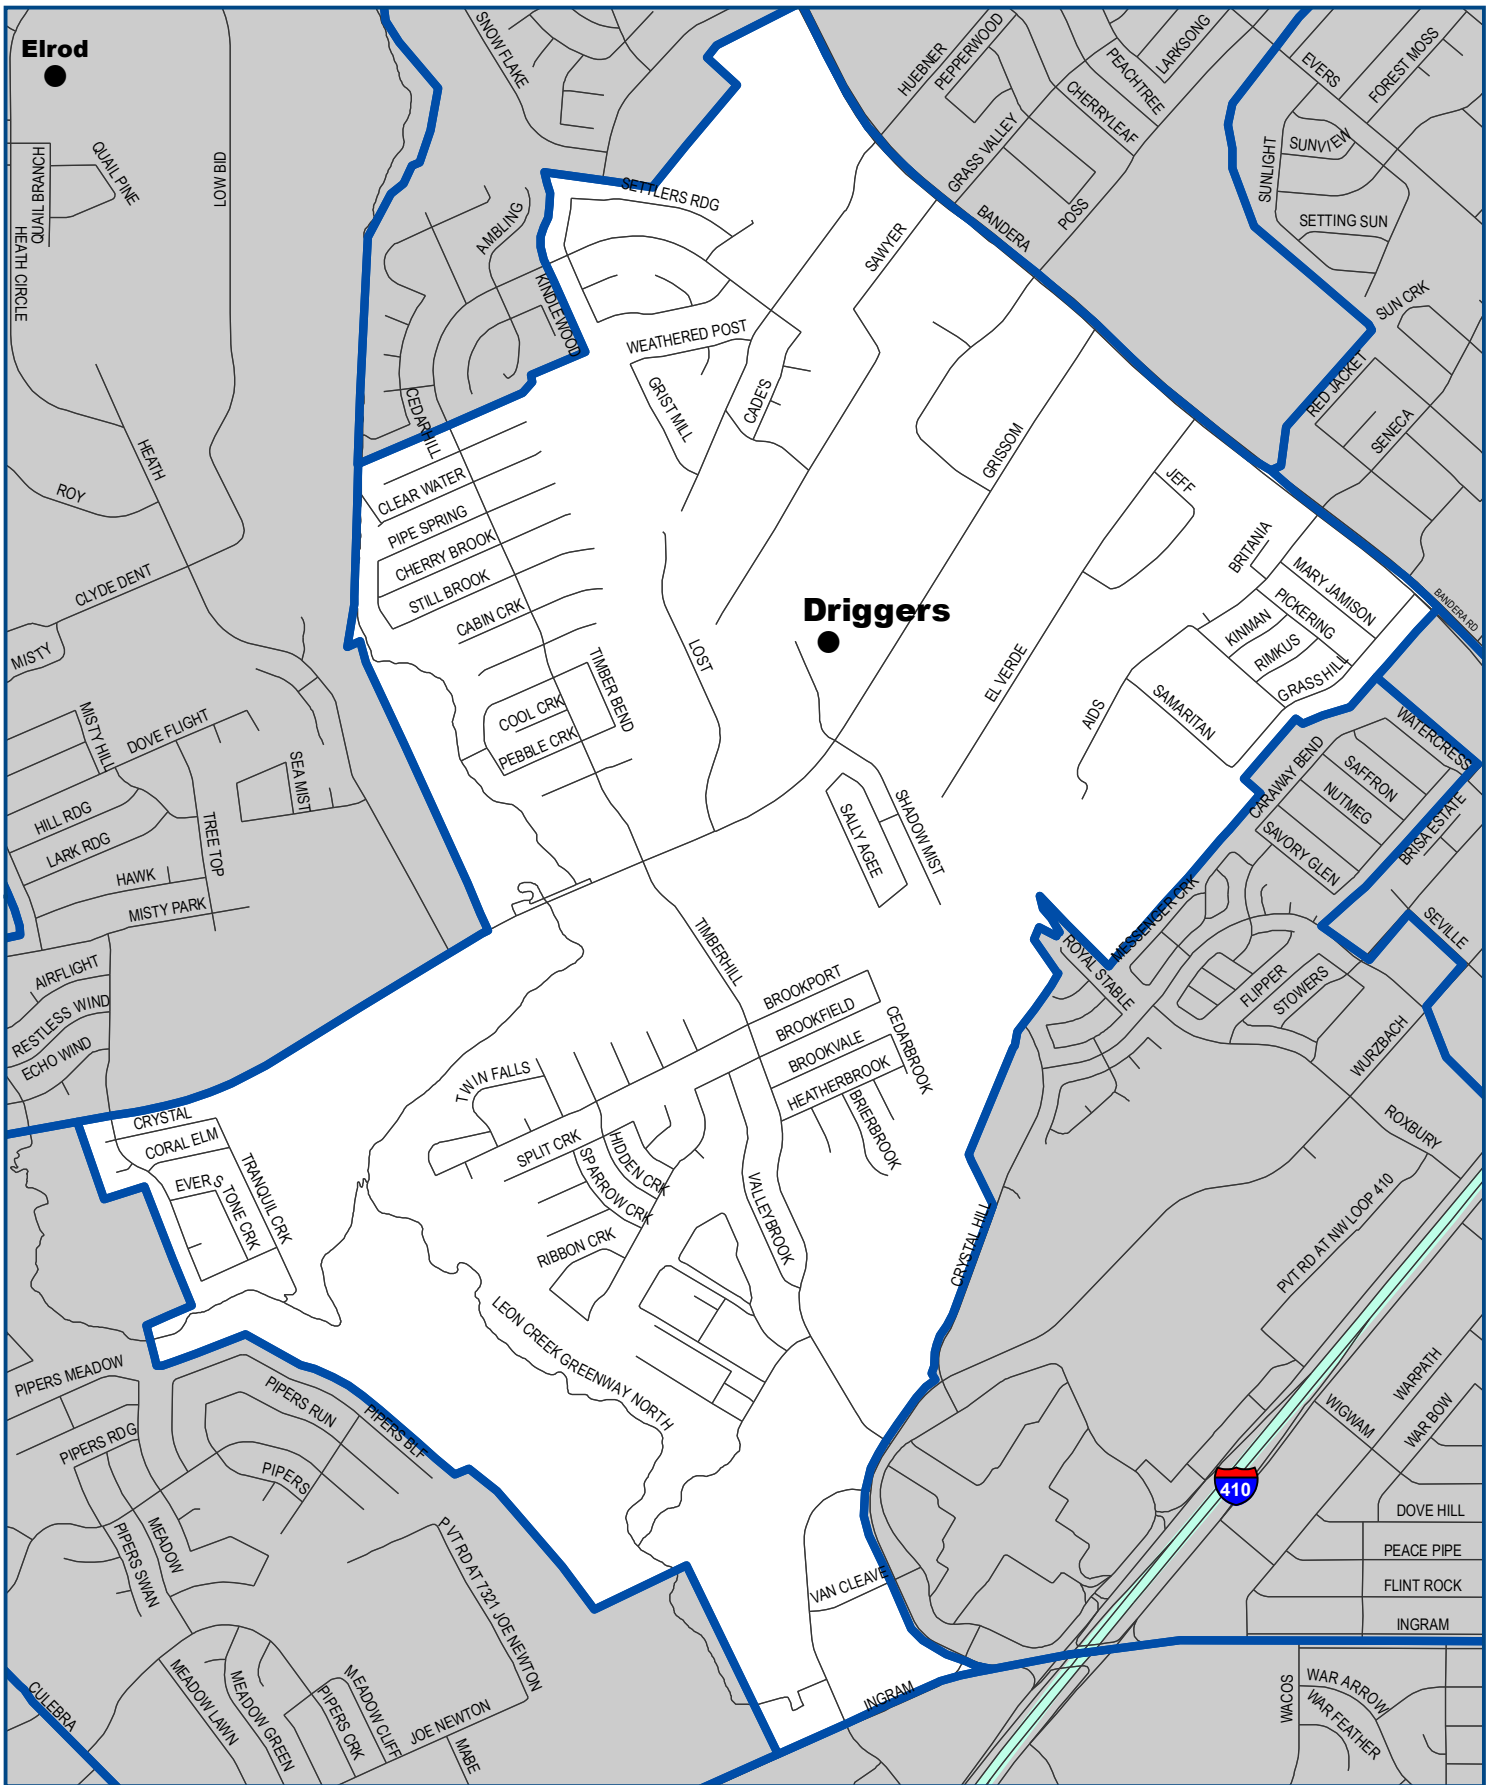 Elrod
SNOW FLAKE
HUEBNER
PEPPERWOOD
PEACHTREE
LARKSONG
CHERRYLEAF
EVERS
FOREST MOSS
QUAIL BRANCH
QUAIL PINE
LOW BID
HEATH CIRCLE
SETTLERS RDG
AMBLING
KINDLEWOOD
GRASS VALLEY
BANDERA
POSS
SAWYER
SUNLIGHT
SUNVIEW
SETTING SUN
SUN CRK
RED JACKET
SENECA
WEATHERED POST
GRIST MILL
CADE'S
CEDARHILL
HEATH
ROY
CLYDE DENT
MISTY
CLEAR WATER
PIPE SPRING
CHERRY BROOK
STILL BROOK
CABIN CRK
GRISSOM
JEFF
BRITANIA
MARY JAMISON
PICKERING
KINMAN
RIMKUS
GRASS HILL
BANDERA RD
Driggers
LOST
TIMBER BEND
COOL CRK
PEBBLE CRK
EL VERDE
AIDS
SAMARITAN
WATERCRESS
CARAWAY BEND
SAFFRON
NUTMEG
SAVORY GLEN
BRISA ESTATE
SEVILLE
MISTY HILL
DOVE FLIGHT
SEA MIST
HILL RDG
LARK RDG
TREE TOP
HAWK
MISTY PARK
SALLY AGEE
SHADOW MIST
MESSENGER CRK
ROYAL STABLE
FLIPPER
STOWERS
WURZBACH
ROXBURY
AIRFLIGHT
RESTLESS WIND
ECHO WIND
TIMBERHILL
BROOKPORT
BROOKFIELD
BROOKVALE
HEATHERBROOK
CEDARBROOK
BRIERBROOK
TWIN FALLS
SPLIT CRK
HIDDEN CRK
SPARROW CRK
RIBBON CRK
VALLEYBROOK
CRYSTAL
CORAL ELM
EVERSTONE CRK
TRANQUIL CRK
CRYSTAL HILL
PVT RD AT NW LOOP 410
LEON CREEK GREENWAY NORTH
PIPERS MEADOW
PIPERS RDG
PIPERS RUN
PIPERS BLF
PIPERS
PIPERS SWAN
MEADOW
PVT RD AT 7321 JOE NEWTON
WARPATH
WIGWAM
WAR BOW
410
DOVE HILL
PEACE PIPE
FLINT ROCK
INGRAM
VAN CLEAVE
INGRAM
WACOS
WAR ARROW
WAR FEATHER
CULEBRA
MEADOW LAWN
MEADOW GREEN
PIPERS CRK
MEADOW CLIFF
JOE NEWTON
MABE